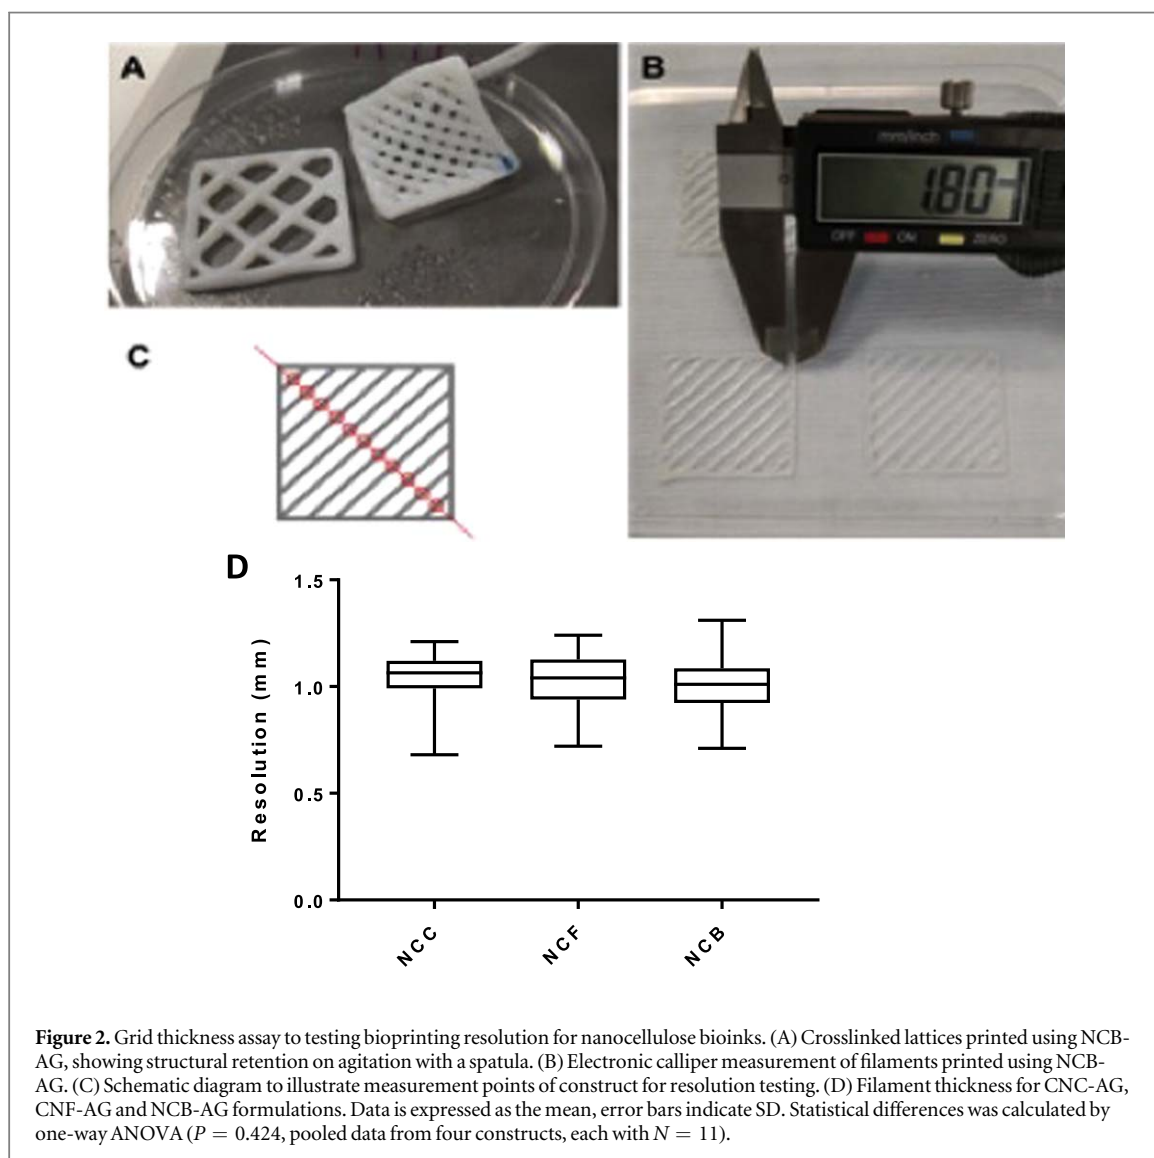 A
B
mm/inch
1.80
OFF
ON
ZERO
C
D
1.5
1.0
0.5
0.0
Resolution (mm)
NCC
NCF
NCB
Figure 2. Grid thickness assay to testing bioprinting resolution for nanocellulose bioinks. (A) Crosslinked lattices printed using NCB-
AG, showing structural retention on agitation with a spatula. (B) Electronic calliper measurement of filaments printed using NCB-
AG. (C) Schematic diagram to illustrate measurement points of construct for resolution testing. (D) Filament thickness for CNC-AG,
CNF-AG and NCB-AG formulations. Data is expressed as the mean, error bars indicate SD. Statistical differences was calculated by
one-way ANOVA (P = 0.424, pooled data from four constructs, each with N = 11).